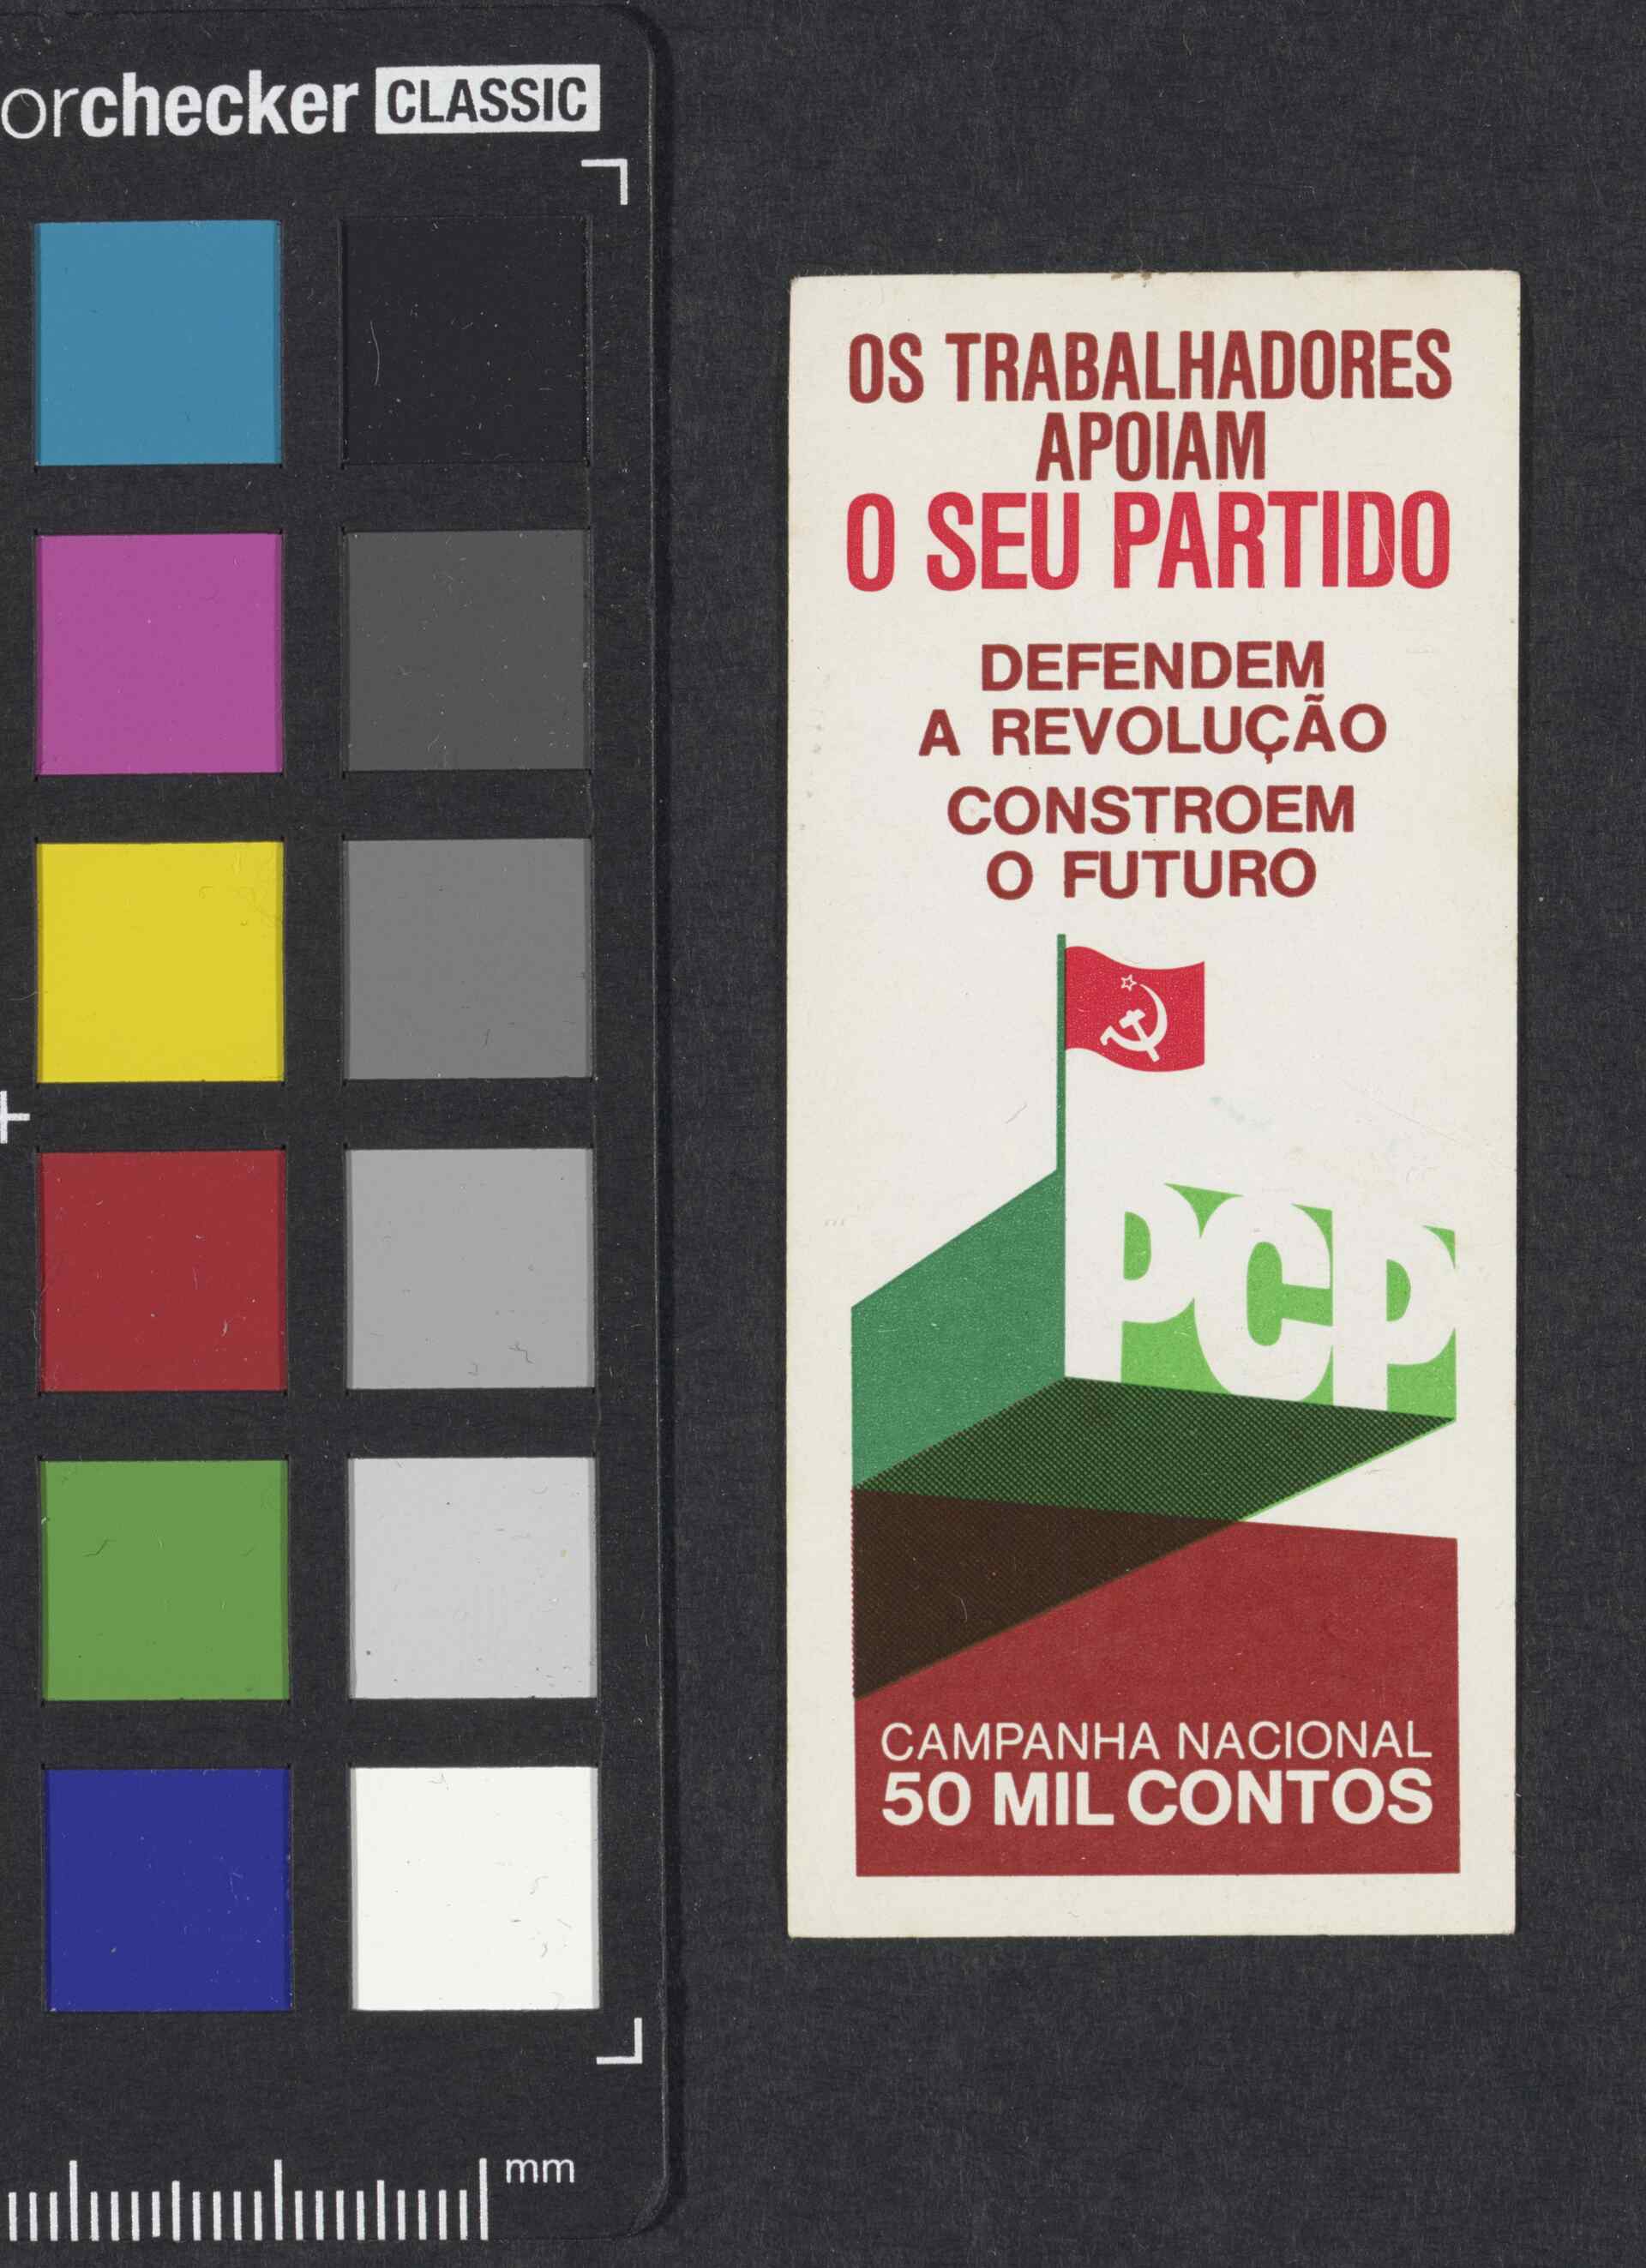 orchecker CLASSIC
mm
OS TRABALHADORES
APOIAM
O SEU PARTIDO
DEFENDEM
A REVOLUÇÃO
CONSTROEM
O FUTURO
PCP
CAMPANHA NACIONAL
50 MIL CONTOS